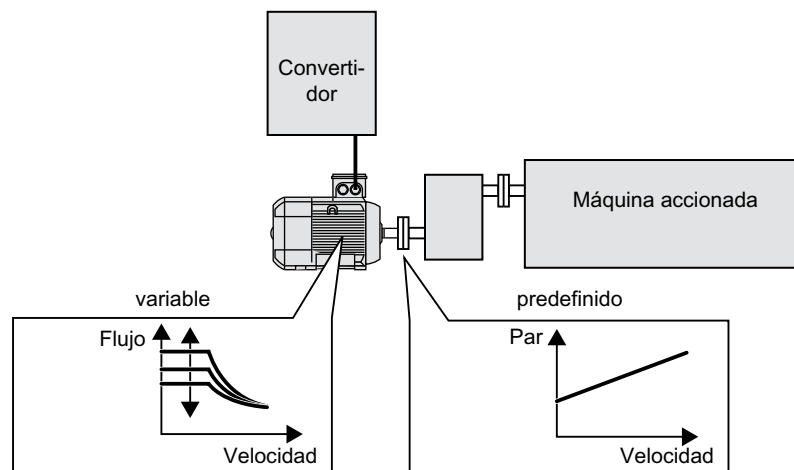 Converti-
dor
Máquina accionada
variable
predefinido
Flujo
Velocidad
Par
Velocidad